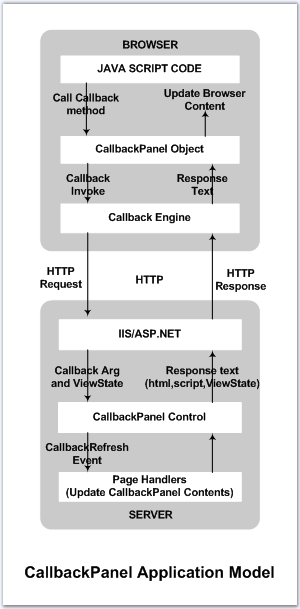 BROWSER
JAVA SCRIPT CODE
Call Callback
method
Update Browser
Content
CallbackPanel Object
Callback
Invoke
Response
Text
Callback Engine
HTTP
Request
HTTP
HTTP
Response
IIS/ASP.NET
Callback Arg
and ViewState
Response text
(html,script,ViewState)
CallbackPanel Control
CallbackRefresh
Event
Page Handlers
(Update CallbackPanel Contents)
SERVER
CallbackPanel Application Model